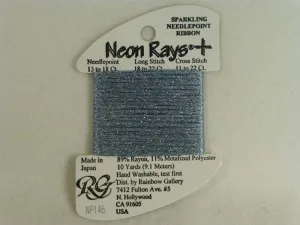 SPARKLING
NEEDLEPOINT
RIBBON
Neon Rays+
Needlepoint Long Stitch Cross Stitch
13 to 18 Ct. 18 to 22 Ct. 11 to 22 Ct.
Made in
Japan
89% Rayon, 11% Metalized Polyester
10 Yards (9.1 Meters)
Hand Washable, test first
Dist. by Rainbow Gallery
7412 Fulton Ave. #5
N. Hollywood
CA 91605
USA
RG
NP146